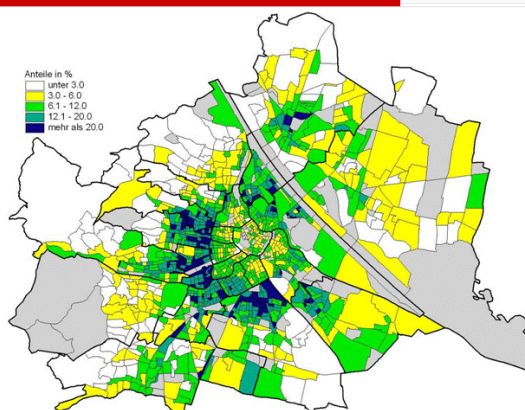 Anteile in %
unter 3.0
3.0 - 6.0
6.1 - 12.0
12.1 - 20.0
mehr als 20.0